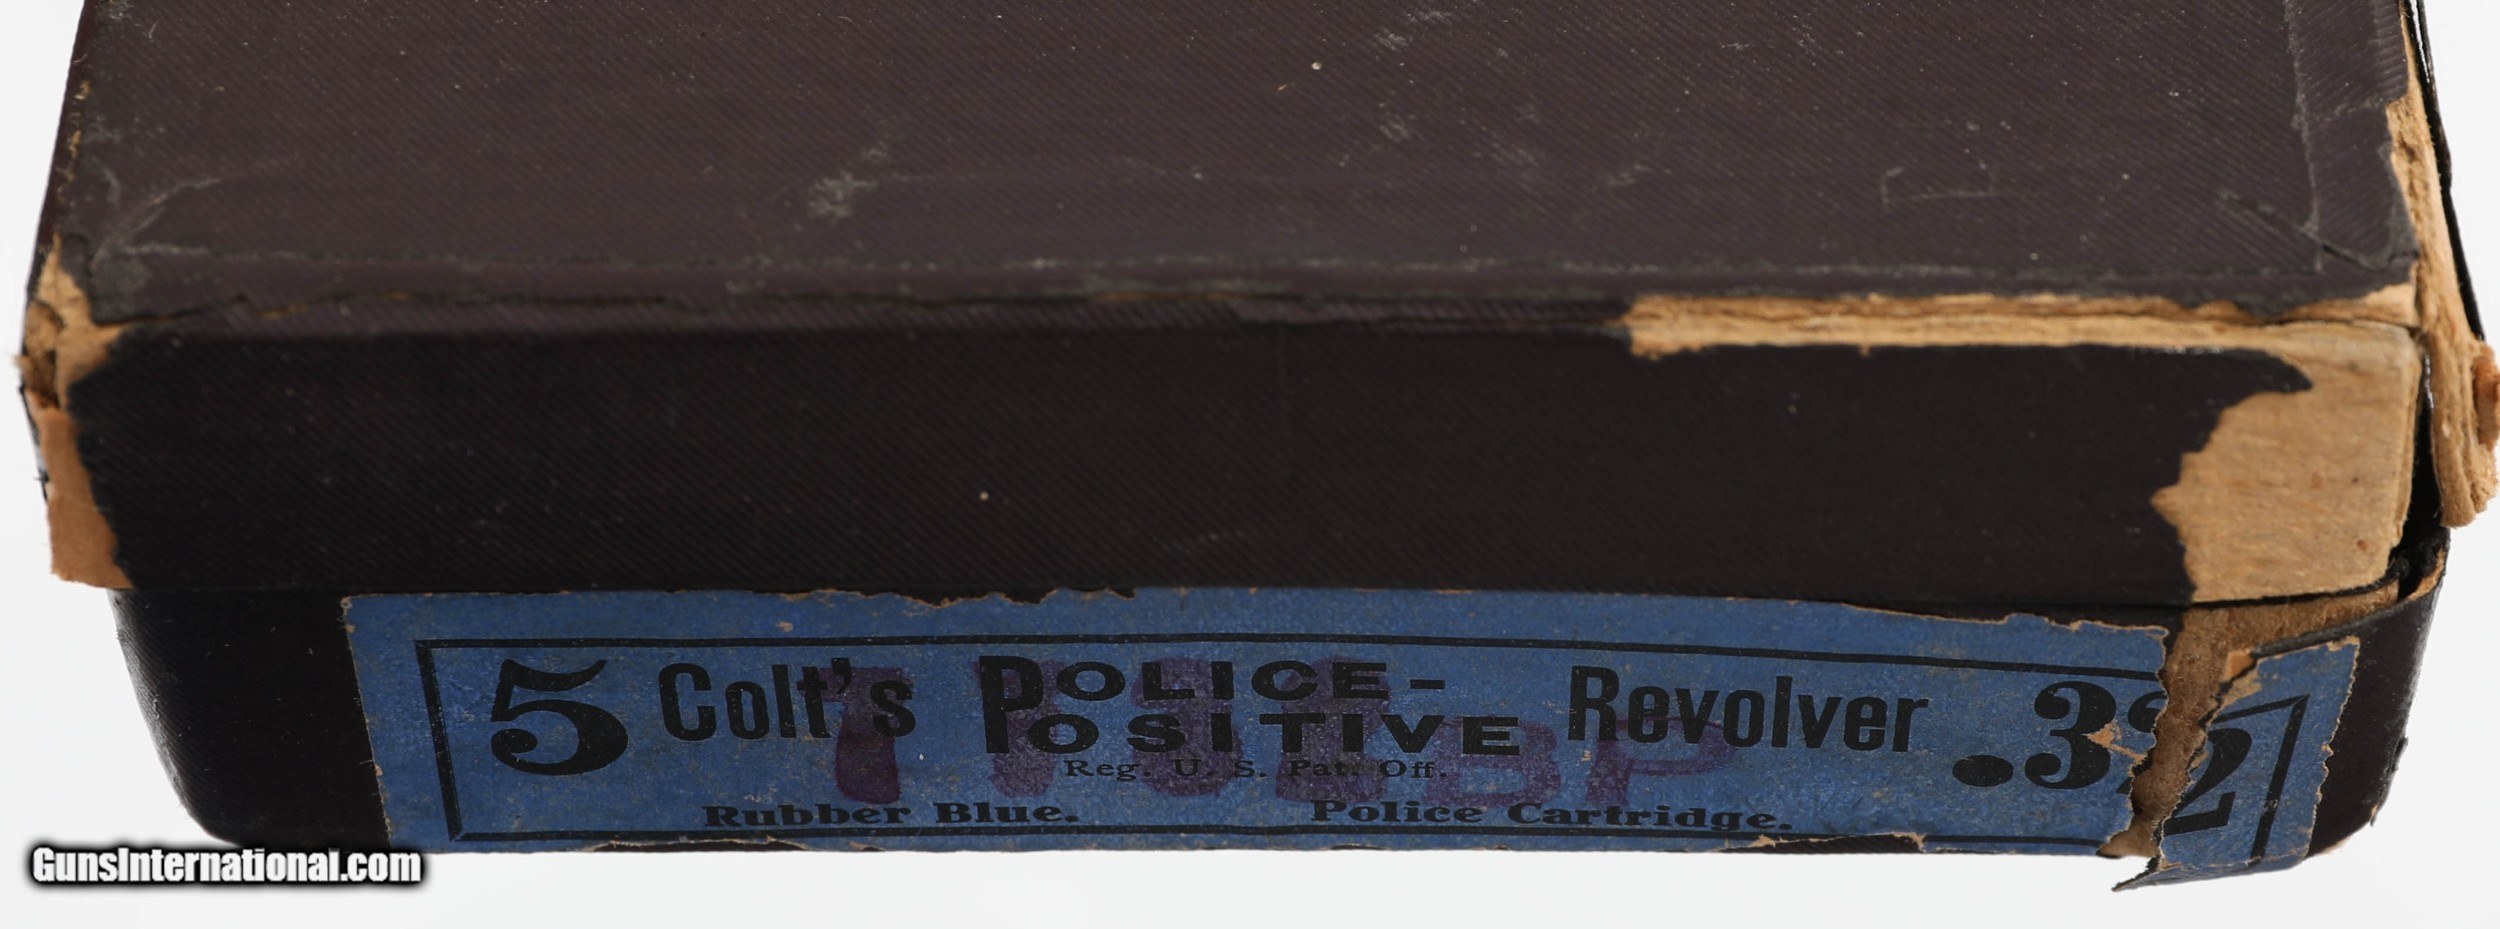 5 Colt's POLICE-POSITIVE Revolver .32
Reg. U. S. Pat. Off.
Rubber Blue. Police Cartridge.
GunsInternational.com